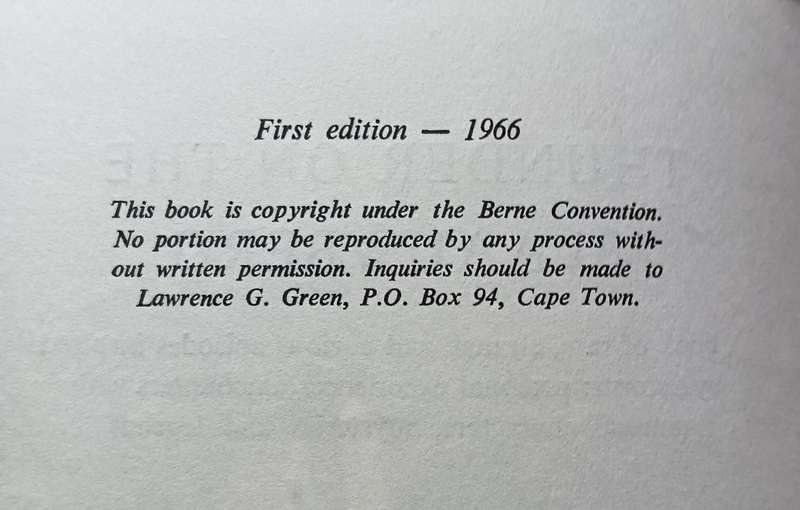 First edition — 1966
This book is copyright under the Berne Convention.
No portion may be reproduced by any process with-
out written permission. Inquiries should be made to
Lawrence G. Green, P.O. Box 94, Cape Town.